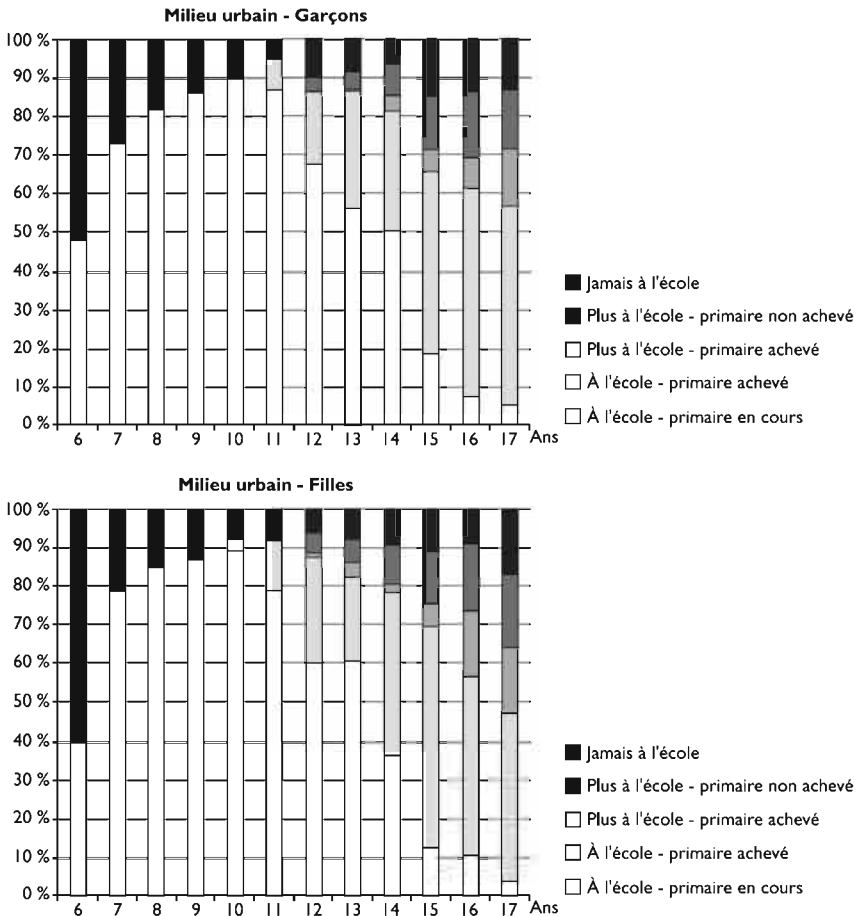 Milieu urbain - Garçons
100 %
90 %
80 %
70 %
60 %
50 %
40 %
30 %
20 %
10 %
0 %
6 7 8 9 10 11 12 13 14 15 16 17 Ans
Jamais à l'école
Plus à l'école - primaire non achevé
Plus à l'école - primaire achevé
À l'école - primaire achevé
À l'école - primaire en cours
Milieu urbain - Filles
100 %
90 %
80 %
70 %
60 %
50 %
40 %
30 %
20 %
10 %
0 %
6 7 8 9 10 11 12 13 14 15 16 17 Ans
Jamais à l'école
Plus à l'école - primaire non achevé
Plus à l'école - primaire achevé
À l'école - primaire achevé
À l'école - primaire en cours